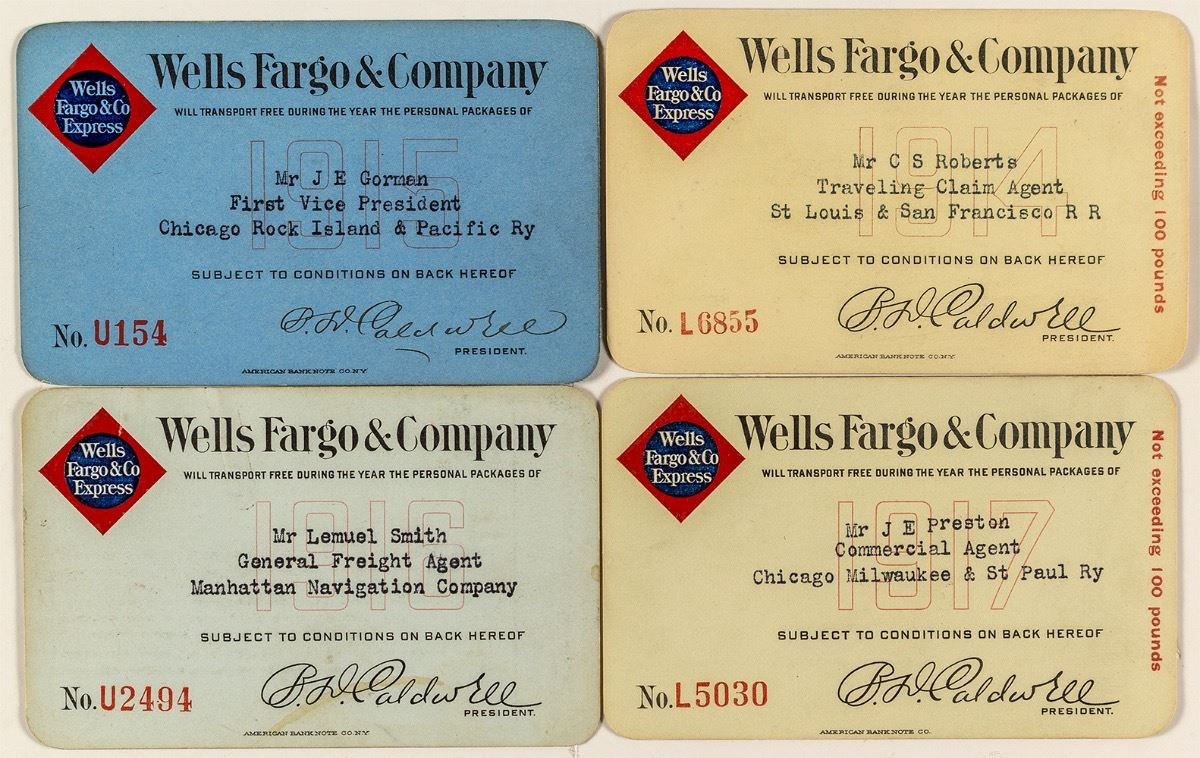 Wells
Fargo & Co
Express
Wells Fargo & Company
WILL TRANSPORT FREE DURING THE YEAR THE PERSONAL PACKAGES OF
1915
Mr J E Gorman
First Vice President
Chicago Rock Island & Pacific Ry
SUBJECT TO CONDITIONS ON BACK HEREOF
No. U154
B. D. Caldwell
PRESIDENT.
AMERICAN BANK NOTE CO. N.Y.
Wells
Fargo & Co
Express
Wells Fargo & Company
WILL TRANSPORT FREE DURING THE YEAR THE PERSONAL PACKAGES OF
1914
Mr C S Roberts
Traveling Claim Agent
St Louis & San Francisco R R
SUBJECT TO CONDITIONS ON BACK HEREOF
No. L6855
B. D. Caldwell
PRESIDENT.
AMERICAN BANK NOTE CO. N.Y.
Not exceeding 100 pounds
Wells
Fargo & Co
Express
Wells Fargo & Company
WILL TRANSPORT FREE DURING THE YEAR THE PERSONAL PACKAGES OF
1916
Mr Lemuel Smith
General Freight Agent
Manhattan Navigation Company
SUBJECT TO CONDITIONS ON BACK HEREOF
No. U2494
B. D. Caldwell
PRESIDENT.
AMERICAN BANK NOTE CO. N.Y.
Wells
Fargo & Co
Express
Wells Fargo & Company
WILL TRANSPORT FREE DURING THE YEAR THE PERSONAL PACKAGES OF
1917
Mr J E Preston
Commercial Agent
Chicago Milwaukee & St Paul Ry
SUBJECT TO CONDITIONS ON BACK HEREOF
No. L5030
B. D. Caldwell
PRESIDENT.
AMERICAN BANK NOTE CO.
Not exceeding 100 pounds